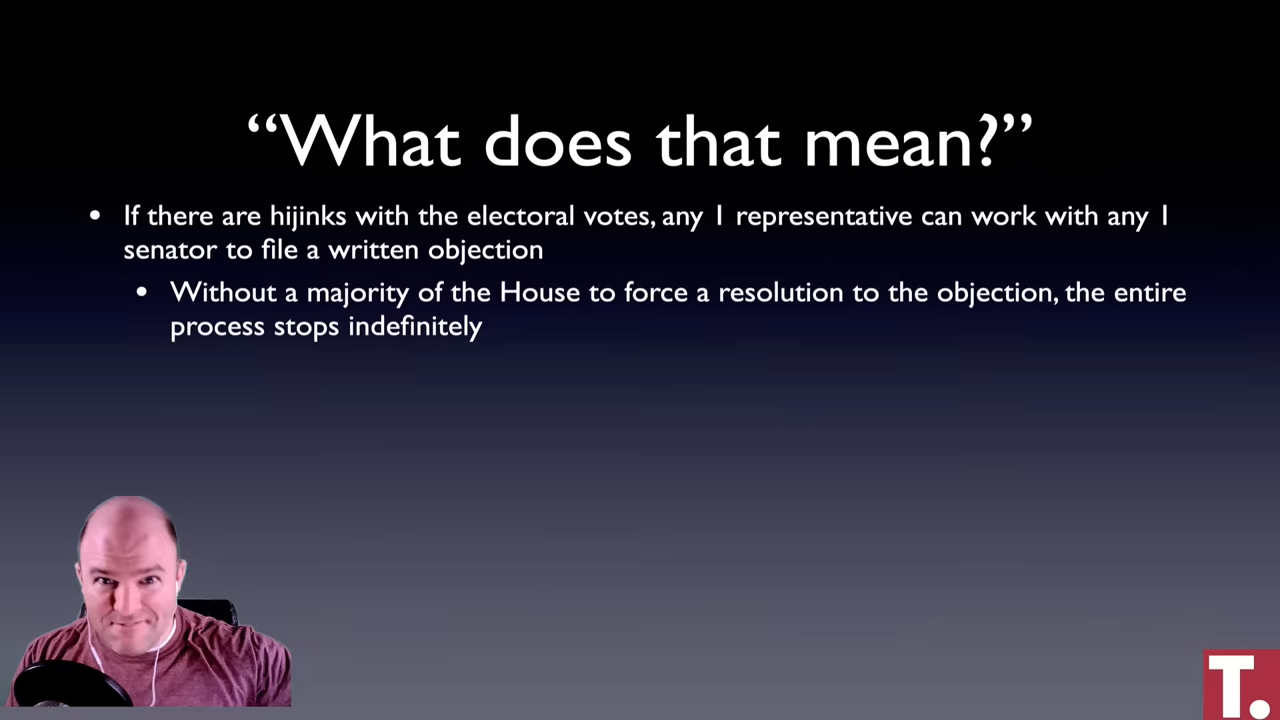 “What does that mean?”
• If there are hijinks with the electoral votes, any 1 representative can work with any 1
senator to file a written objection
• Without a majority of the House to force a resolution to the objection, the entire
process stops indefinitely
T.